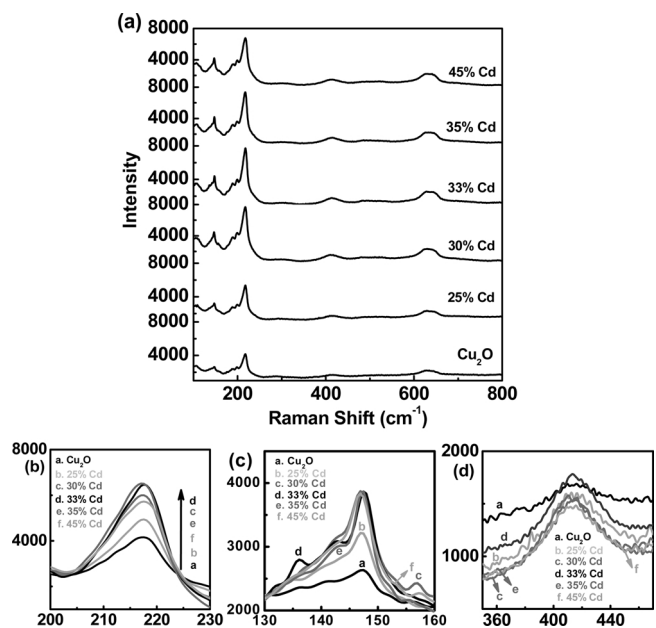 (a)
8000
4000
45% Cd
8000
4000
35% Cd
8000
4000
33% Cd
8000
4000
30% Cd
8000
4000
25% Cd
8000
4000
Cu₂O
Intensity
200 400 600 800
Raman Shift (cm⁻¹)
(b)
8000
4000
a. Cu₂O
b. 25% Cd
c. 30% Cd
d. 33% Cd
e. 35% Cd
f. 45% Cd
d
c
e
f
b
a
200 210 220 230
(c)
4000
3000
2000
a. Cu₂O
b. 25% Cd
c. 30% Cd
d. 33% Cd
e. 35% Cd
f. 45% Cd
d
e
b
a
f
c
130 140 150 160
(d)
2000
1000
a
d
b
c
e
f
a. Cu₂O
b. 25% Cd
c. 30% Cd
d. 33% Cd
e. 35% Cd
f. 45% Cd
360 400 440